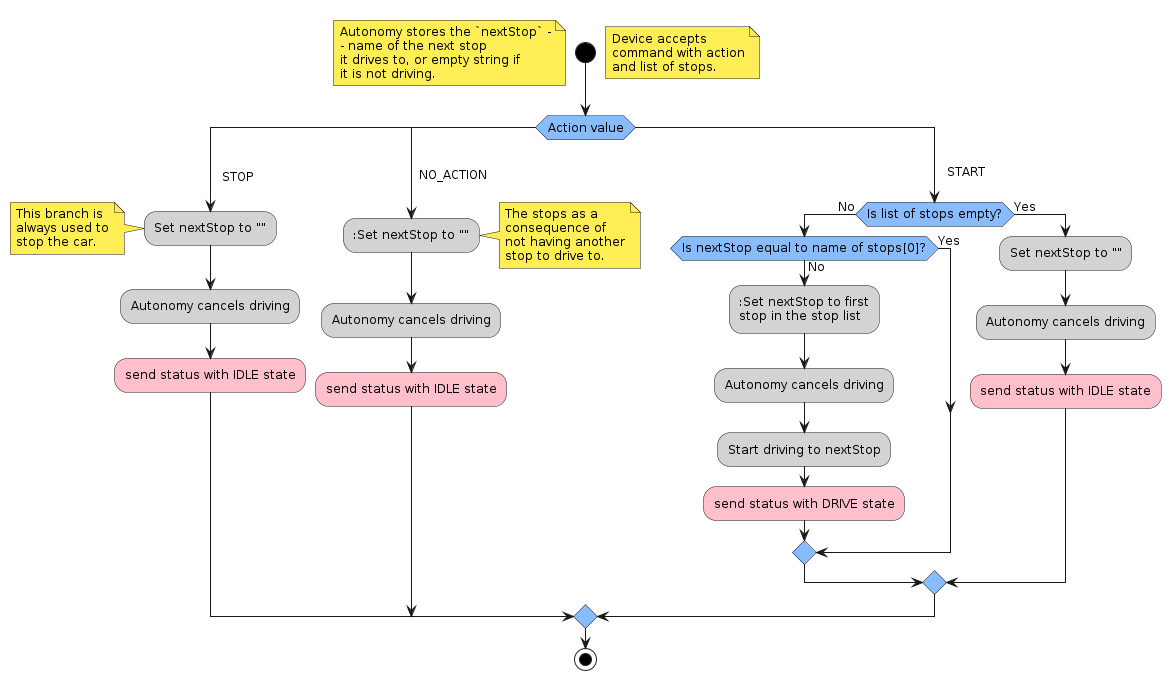 Autonomy stores the `nextStop` -
- name of the next stop
it drives to, or empty string if
it is not driving.
Device accepts
command with action
and list of stops.
Action value
STOP
NO_ACTION
START
This branch is
always used to
stop the car.
Set nextStop to ""
Autonomy cancels driving
send status with IDLE state
:Set nextStop to ""
The stops as a
consequence of
not having another
stop to drive to.
Autonomy cancels driving
send status with IDLE state
Is list of stops empty?
No
Yes
Is nextStop equal to name of stops[0]?
Yes
No
:Set nextStop to first
stop in the stop list
Autonomy cancels driving
Start driving to nextStop
send status with DRIVE state
Set nextStop to ""
Autonomy cancels driving
send status with IDLE state